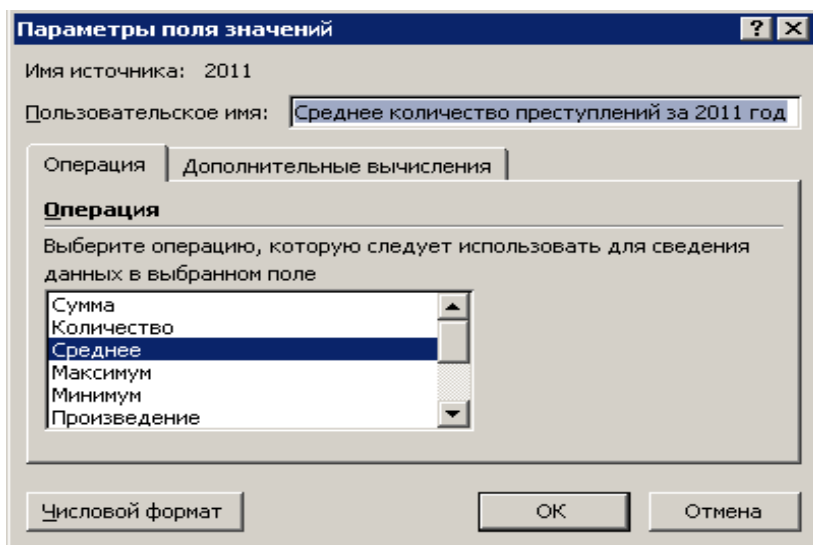 Параметры поля значений
Имя источника: 2011
Пользовательское имя: Среднее количество преступлений за 2011 год
Операция Дополнительные вычисления
Операция
Выберите операцию, которую следует использовать для сведения
данных в выбранном поле
Сумма
Количество
Среднее
Максимум
Минимум
Произведение
Числовой формат ОК Отмена